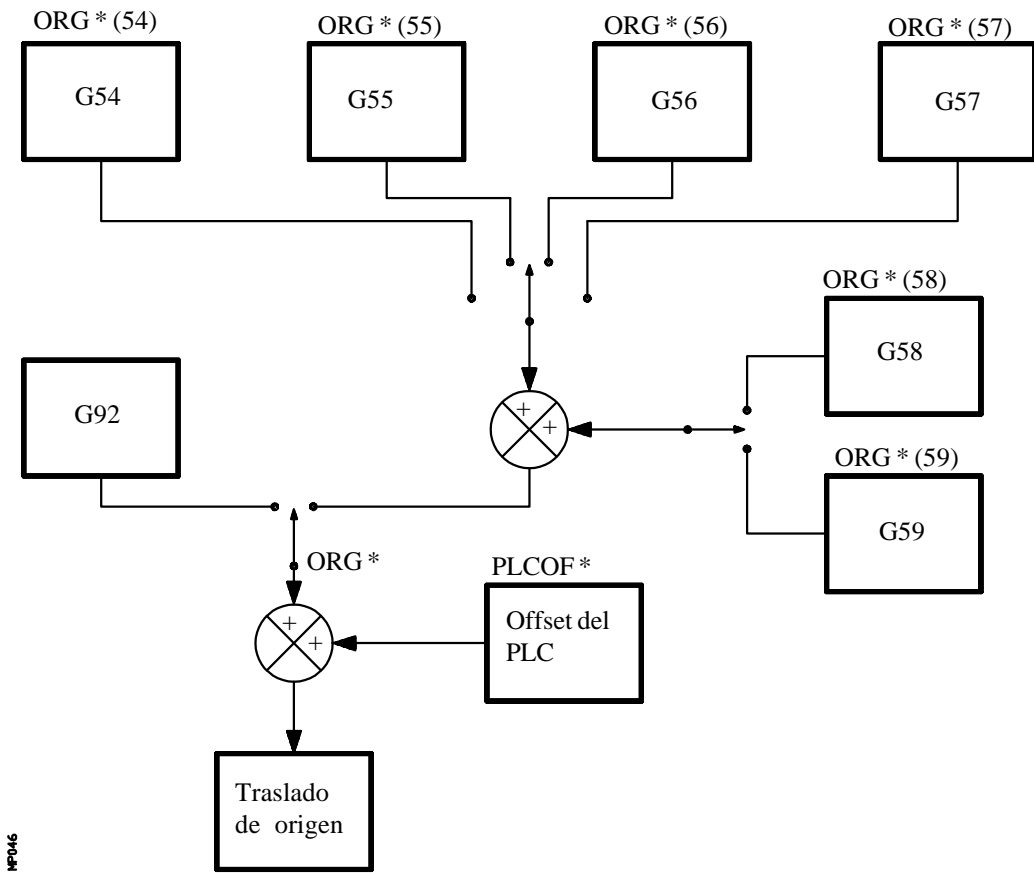 ORG * (54)
ORG * (55)
ORG * (56)
ORG * (57)
G54
G55
G56
G57
ORG * (58)
G58
G92
+
+
ORG * (59)
G59
ORG *
PLCOF *
+
+
Offset del
PLC
Traslado
de origen
MP046